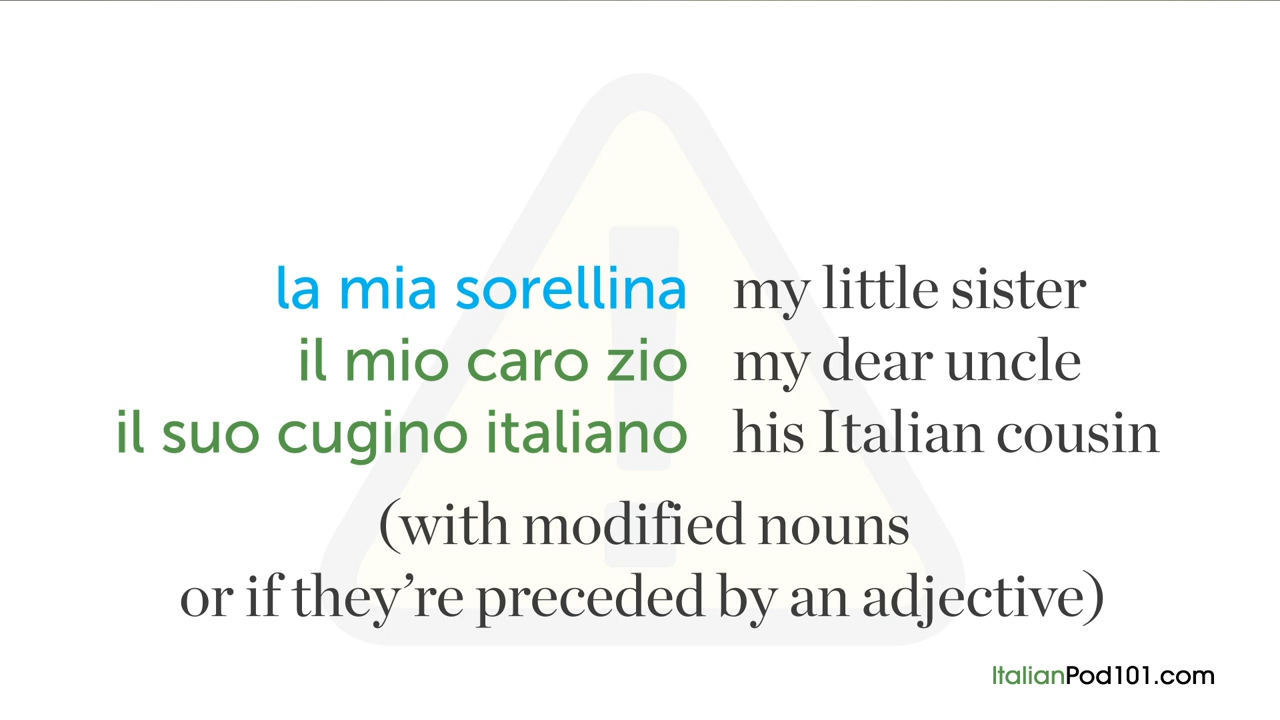 la mia sorellina my little sister
il mio caro zio my dear uncle
il suo cugino italiano his Italian cousin
(with modified nouns
or if they’re preceded by an adjective)
ItalianPod101.com